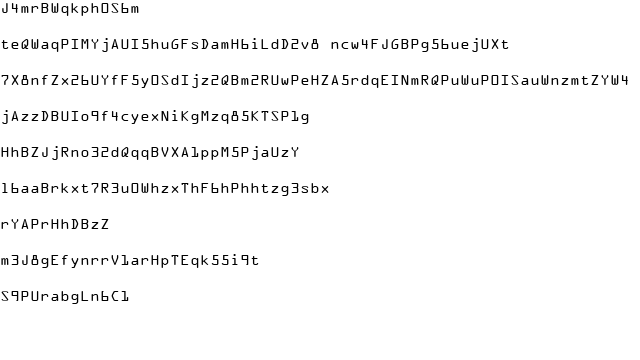 J4mrBWqkphOS6m
teQWaqPIMYjAUI5huGFsDamH6iLdD2v8 ncw4FJGBPg56uejUXt
7X8nfZx26UYfF5yOSdIjz2QBm2RUwPeHZA5rdqEINmRQPuWuPOISauWnzmtZYW4
jAzzDBUIo9f4cyexNiKgMzq85KTSP1g
HhBZJjRno32dQqqBVXA1ppM5PjaUzY
16aaBrkxt7R3uOWhzxThF6hPhhtzg3sbx
rYAPrHhDBzZ
m3J8gEfynrrV1arHpTEqk55i9t
S9PUrabgLn6C1